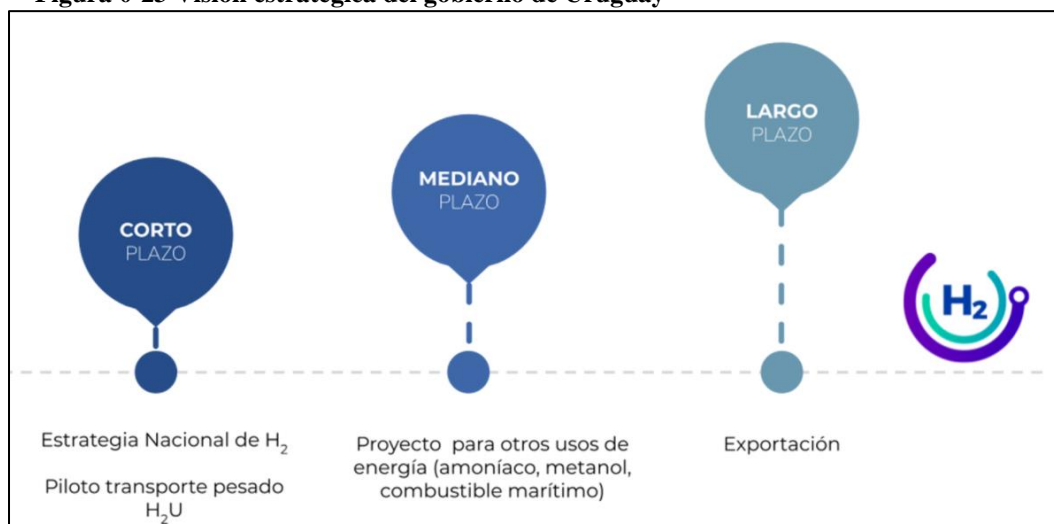 Figura 0-25 Visión estratégica del gobierno de Uruguay
CORTO
PLAZO
MEDIANO
PLAZO
LARGO
PLAZO
H₂
Estrategia Nacional de H₂
Piloto transporte pesado
H₂U
Proyecto para otros usos de
energía (amoníaco, metanol,
combustible marítimo)
Exportación